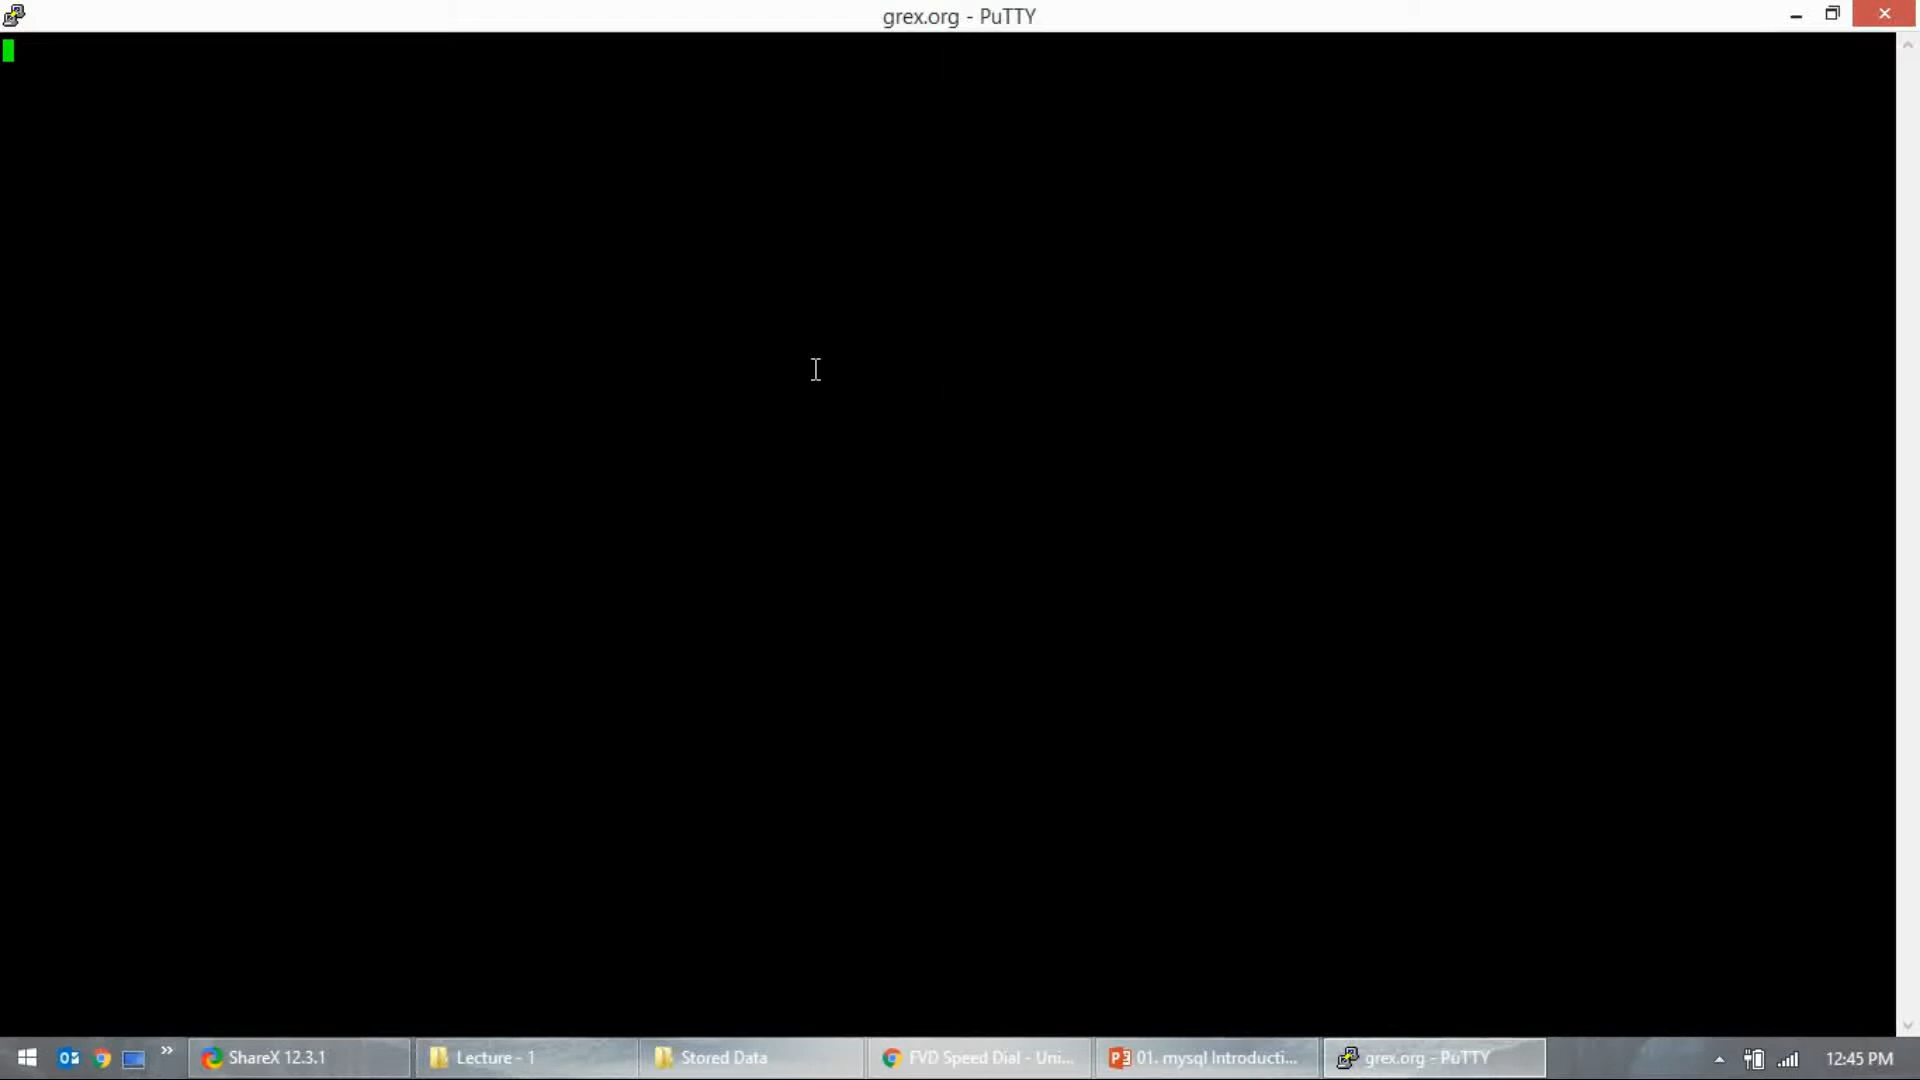 grex.org - PuTTY
ShareX 12.3.1
Lecture - 1
Stored Data
FVD Speed Dial - Uni...
01. mysql Introducti...
grex.org - PuTTY
12:45 PM